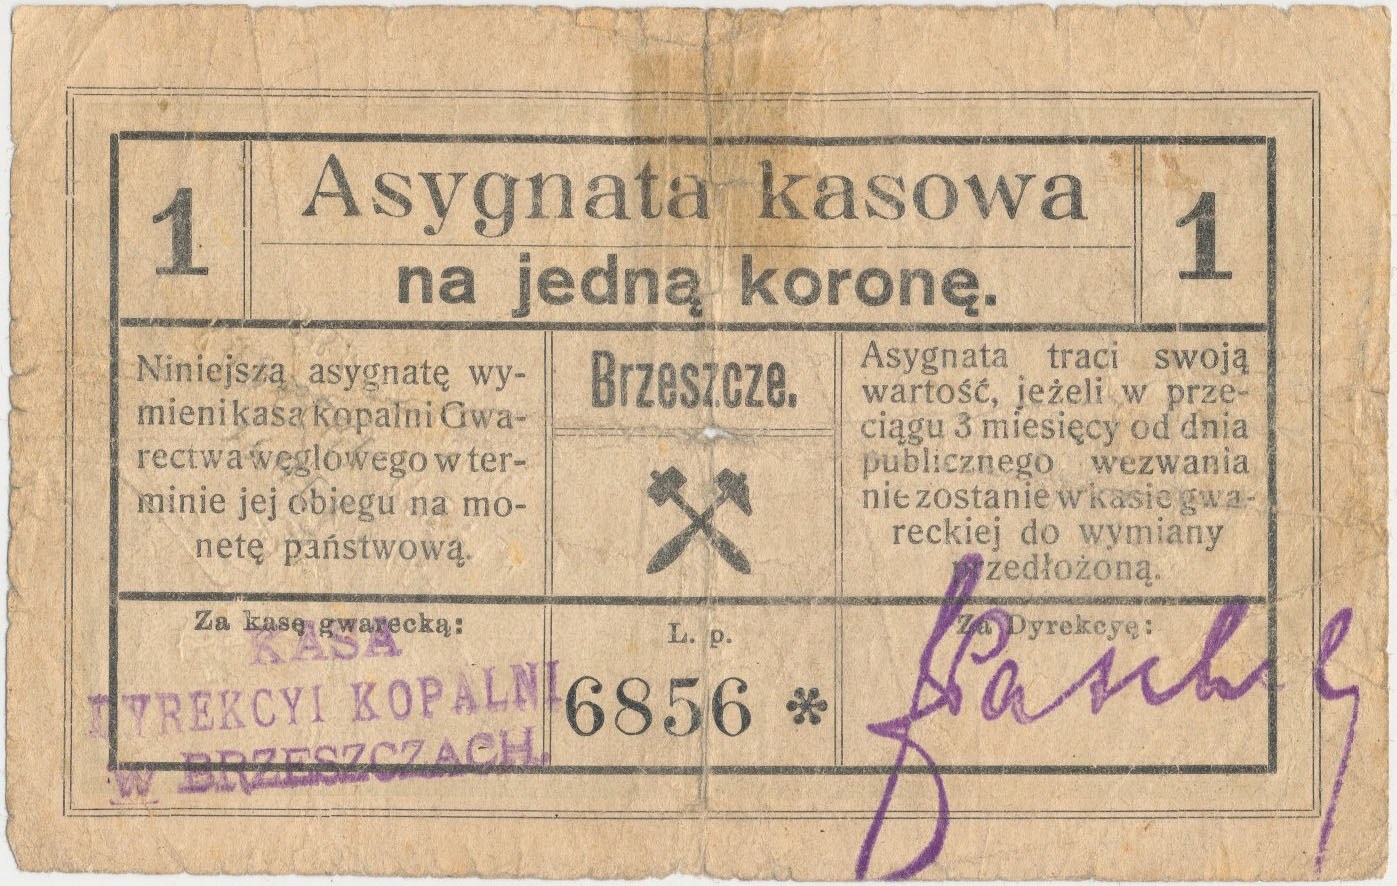 1
Asygnata kasowa
na jedną koronę.
1
Niniejszą asygnatę wy-
mieni kasa kopalni Gwa-
rectwa węglowego w ter-
minie jej obiegu na mo-
netę państwową.
Brzeszcze.
Asygnata traci swoją
wartość, jeżeli w prze-
ciągu 3 miesięcy od dnia
publicznego wezwania
nie zostanie w kasie gwa-
reckiej do wymiany
przedłożoną.
Za kasę gwarecką:
KASA
DYREKCYI KOPALNI
W BRZESZCZACH.
L. p.
6856 *
Za Dyrekcyę: